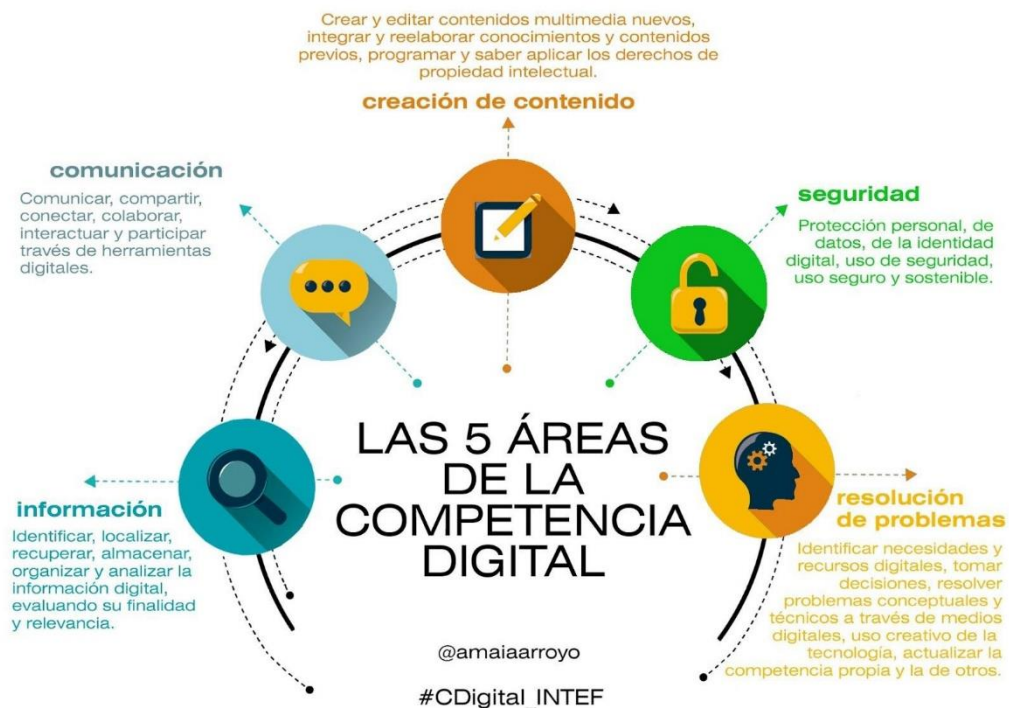 Crear y editar contenidos multimedia nuevos,
integrar y reelaborar conocimientos y contenidos
previos, programar y saber aplicar los derechos de
propiedad intelectual.
creación de contenido
comunicación
Comunicar, compartir,
conectar, colaborar,
interactuar y participar
través de herramientas
digitales.
seguridad
Protección personal, de
datos, de la identidad
digital, uso de seguridad,
uso seguro y sostenible.
LAS 5 ÁREAS
DE LA
COMPETENCIA
DIGITAL
información
Identificar, localizar,
recuperar, almacenar,
organizar y analizar la
información digital,
evaluando su finalidad
y relevancia.
resolución
de problemas
Identificar necesidades y
recursos digitales, tomar
decisiones, resolver
problemas conceptuales y
técnicos a través de medios
digitales, uso creativo de la
tecnología, actualizar la
competencia propia y la de otros.
@amaiaarroyo
#CDigital_INTEF